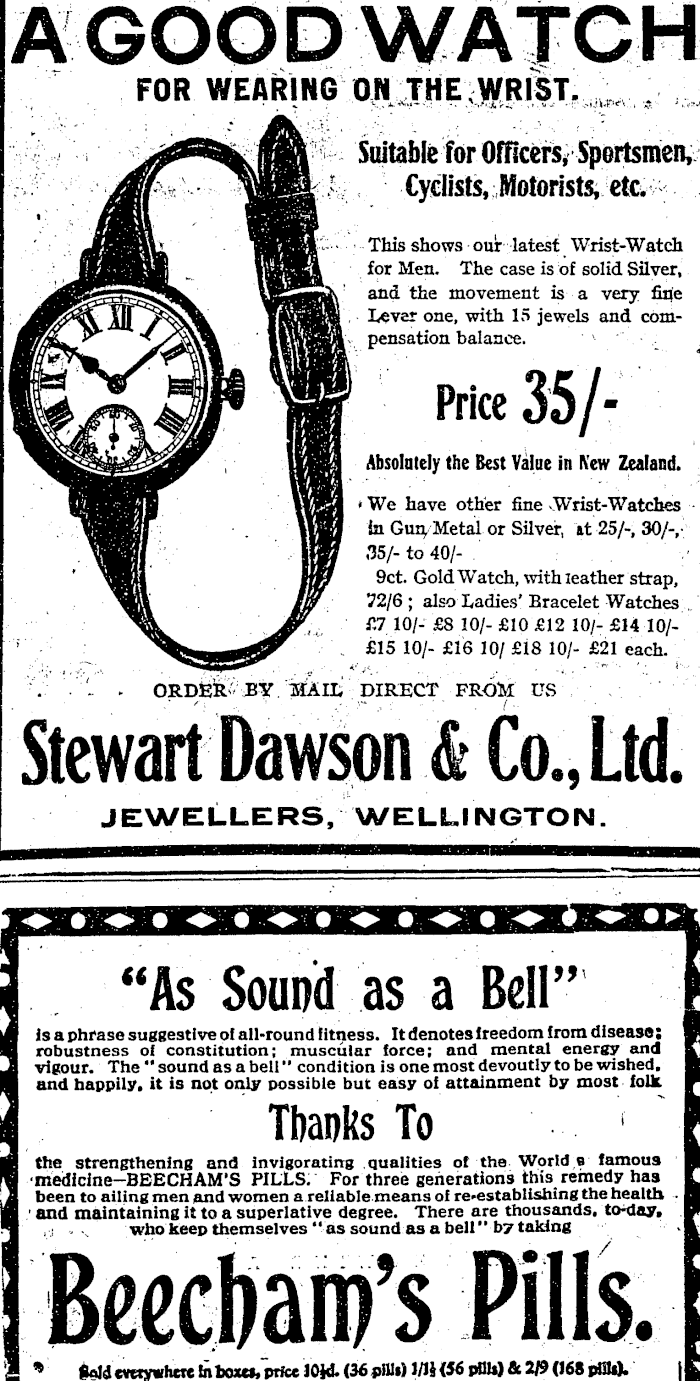 A GOOD WATCH
FOR WEARING ON THE WRIST.
Suitable for Officers, Sportsmen,
Cyclists, Motorists, etc.
This shows our latest Wrist-Watch
for Men. The case is of solid Silver,
and the movement is a very fine
Lever one, with 15 jewels and com-
pensation balance.
Price 35/-
Absolutely the Best Value in New Zealand.
We have other fine Wrist-Watches
in Gun Metal or Silver, at 25/-, 30/-,
35/- to 40/-
9ct. Gold Watch, with leather strap,
72/6 ; also Ladies' Bracelet Watches
£7 10/- £8 10/- £10 £12 10/- £14 10/-
£15 10/- £16 10/ £18 10/- £21 each.
ORDER BY MAIL DIRECT FROM US
Stewart Dawson & Co., Ltd.
JEWELLERS, WELLINGTON.
"As Sound as a Bell"
is a phrase suggestive of all-round fitness. It denotes freedom from disease;
robustness of constitution; muscular force; and mental energy and
vigour. The "sound as a bell" condition is one most devoutly to be wished,
and happily, it is not only possible but easy of attainment by most folk
Thanks To
the strengthening and invigorating qualities of the World s famous
medicine—BEECHAM'S PILLS. For three generations this remedy has
been to ailing men and women a reliable means of re-establishing the health
and maintaining it to a superlative degree. There are thousands, to-day,
who keep themselves "as sound as a bell" by taking
Beecham's Pills.
Sold everywhere in boxes, price 10½d. (36 pills) 1/1½ (56 pills) & 2/9 (168 pills).